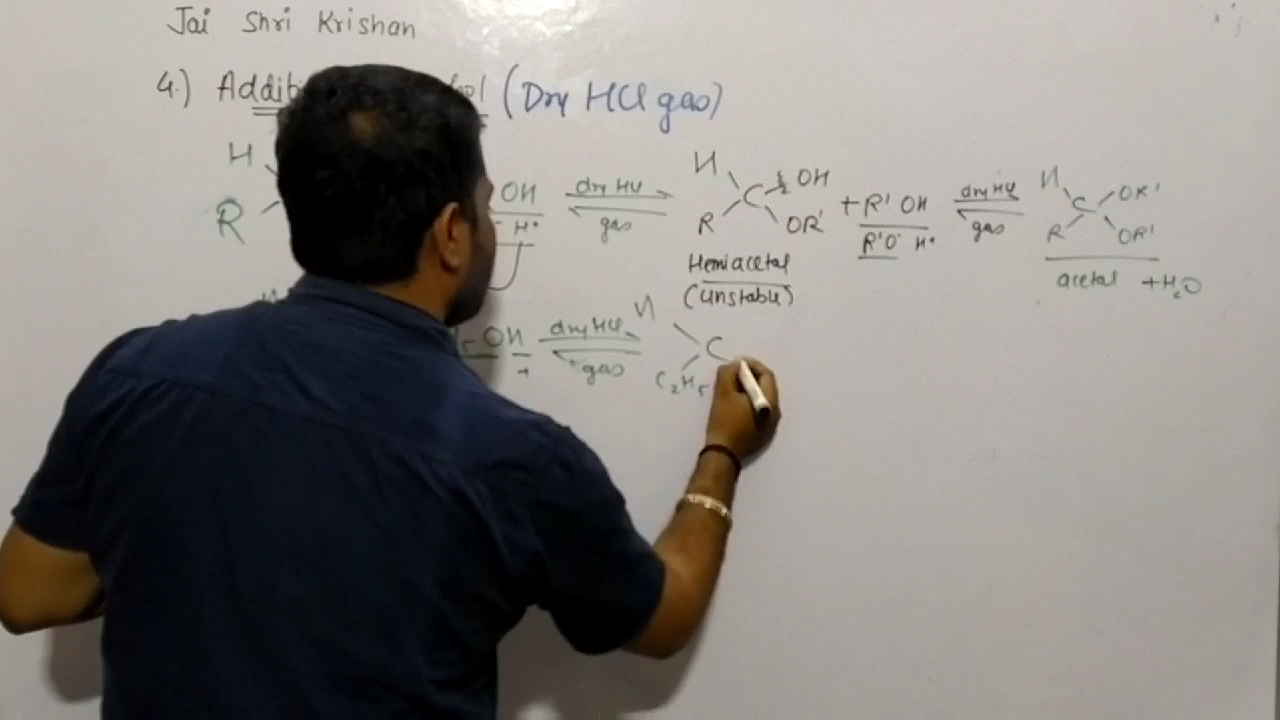 Jai Shri Krishan
4.) (Dry HCl gas)
H
R
OH
H+
dry HCl
gas
H
C OH
R OR'
+ R' OH
R'O- H+
dry HCl
gas
H
C OR'
R OR'
Hemiacetal
(Unstable)
acetal + H2O
OH
+
dry HCl
gas
H
C
C2H5